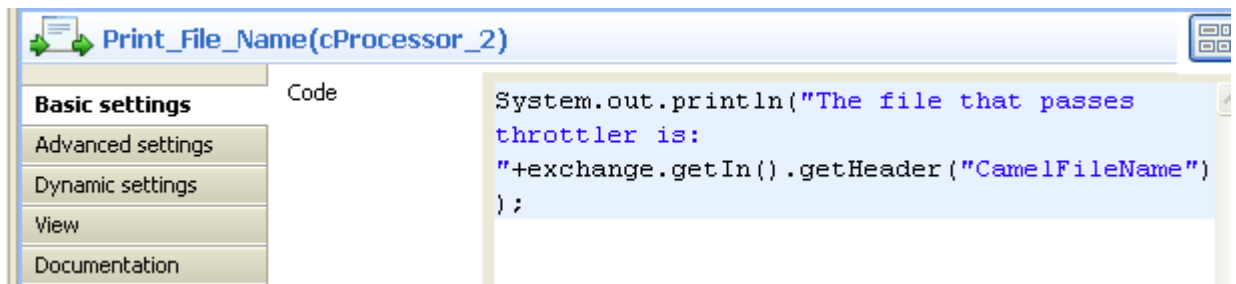 Print_File_Name(cProcessor_2)
Basic settings
Advanced settings
Dynamic settings
View
Documentation
Code
System.out.println("The file that passes
throttler is:
"+exchange.getIn().getHeader("CamelFileName")
);